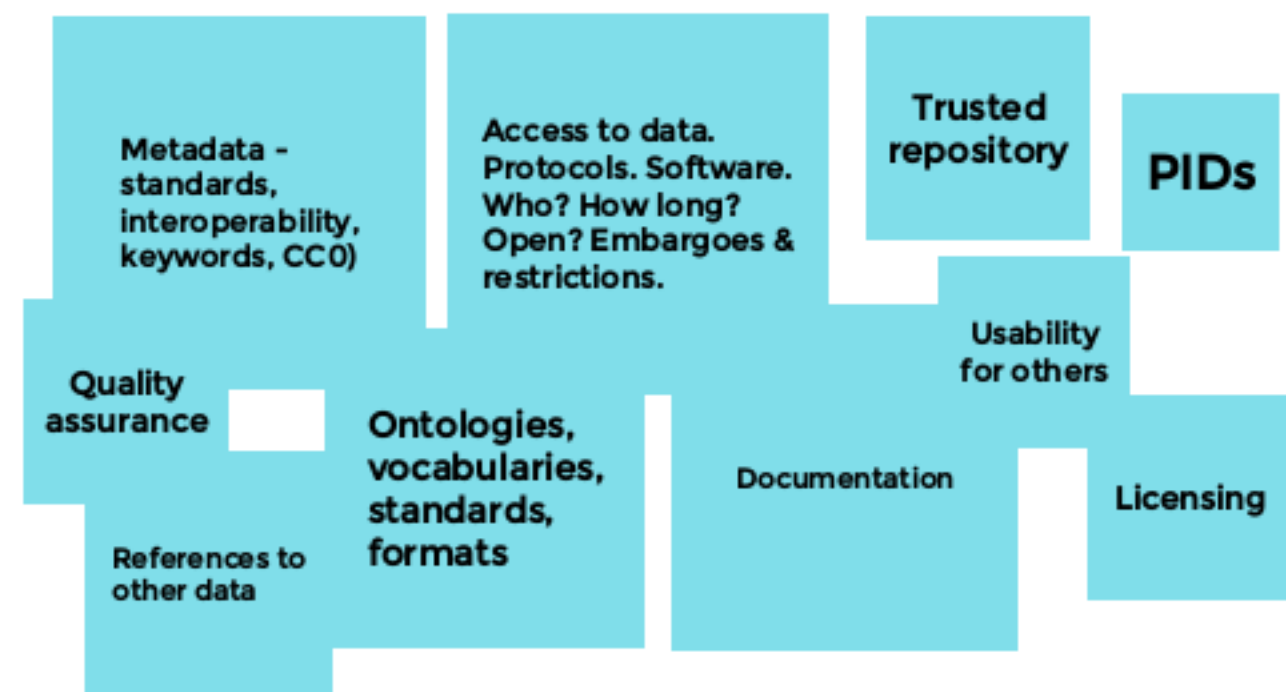 Metadata -
standards,
interoperability,
keywords, CC0)
Access to data.
Protocols. Software.
Who? How long?
Open? Embargoes &
restrictions.
Trusted
repository
PIDs
Quality
assurance
Ontologies,
vocabularies,
standards,
formats
Usability
for others
Documentation
Licensing
References to
other data